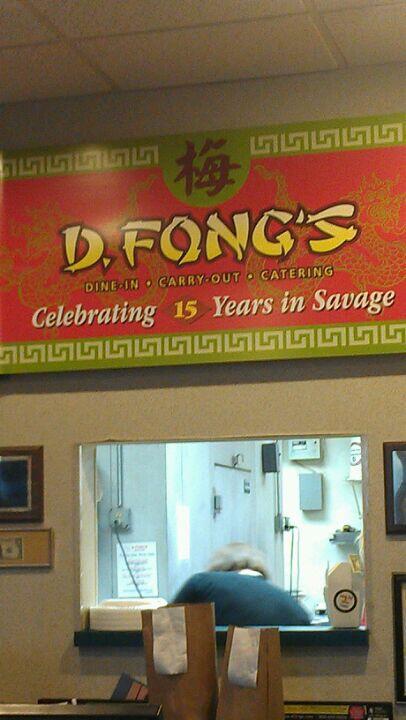 梅
D. FONG'S
DINE-IN • CARRY-OUT • CATERING
Celebrating 15 Years in Savage